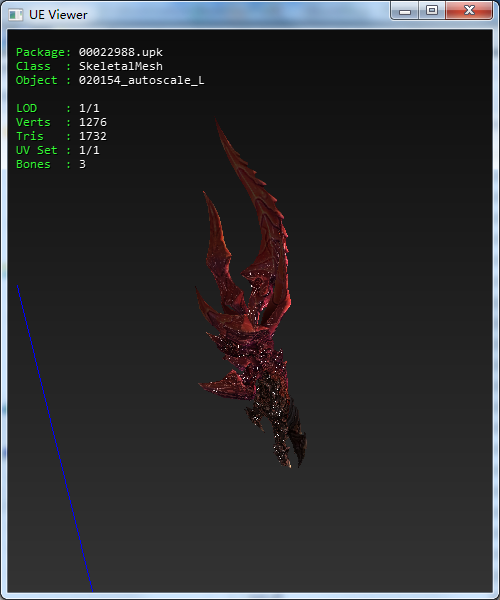 UE Viewer
Package: 00022988.upk
Class : SkeletalMesh
Object : 020154_autoscale_L
LOD : 1/1
Verts : 1276
Tris : 1732
UV Set : 1/1
Bones : 3